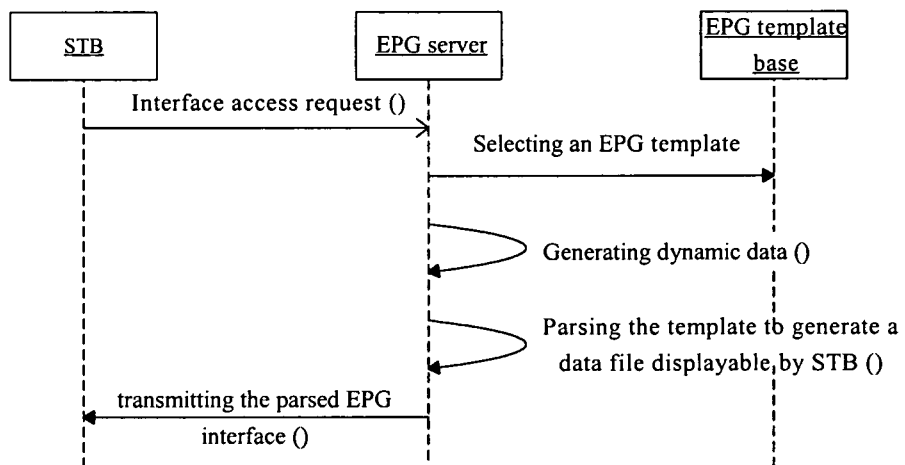 STB
EPG server
EPG template
base
Interface access request ()
Selecting an EPG template
Generating dynamic data ()
Parsing the template to generate a
data file displayable by STB ()
transmitting the parsed EPG
interface ()